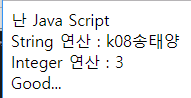 난 Java Script
String 연산 : k08송태양
Integer 연산 : 3
Good...